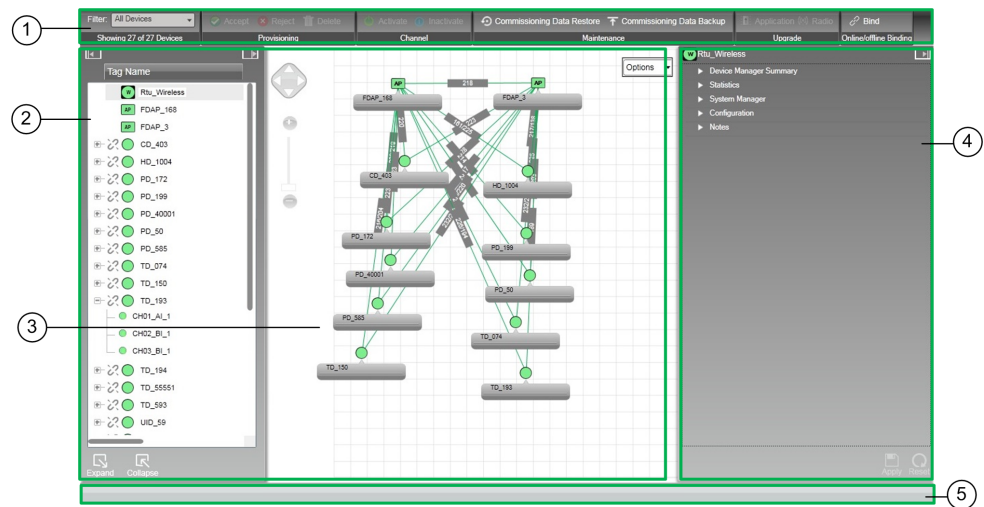 Filter: All Devices
Accept Reject Delete
Activate Inactivate
Commissioning Data Restore Commissioning Data Backup
Application Radio
Bind
Showing 27 of 27 Devices
Provisioning
Channel
Maintenance
Upgrade
Online/offline Binding
1
2
3
4
5
Tag Name
Rtu_Wireless
FDAP_168
FDAP_3
CD_403
HD_1004
PD_172
PD_199
PD_40001
PD_50
PD_585
TD_074
TD_150
TD_193
CH01_AI_1
CH02_BI_1
CH03_BI_1
TD_194
TD_55551
TD_593
UID_59
Expand Collapse
Options
AP
218
AP
FDAP_168
FDAP_3
CD_403
HD_1004
PD_172
PD_199
PD_40001
PD_50
PD_585
TD_074
TD_150
TD_193
Rtu_Wireless
Device Manager Summary
Statistics
System Manager
Configuration
Notes
Apply Reset